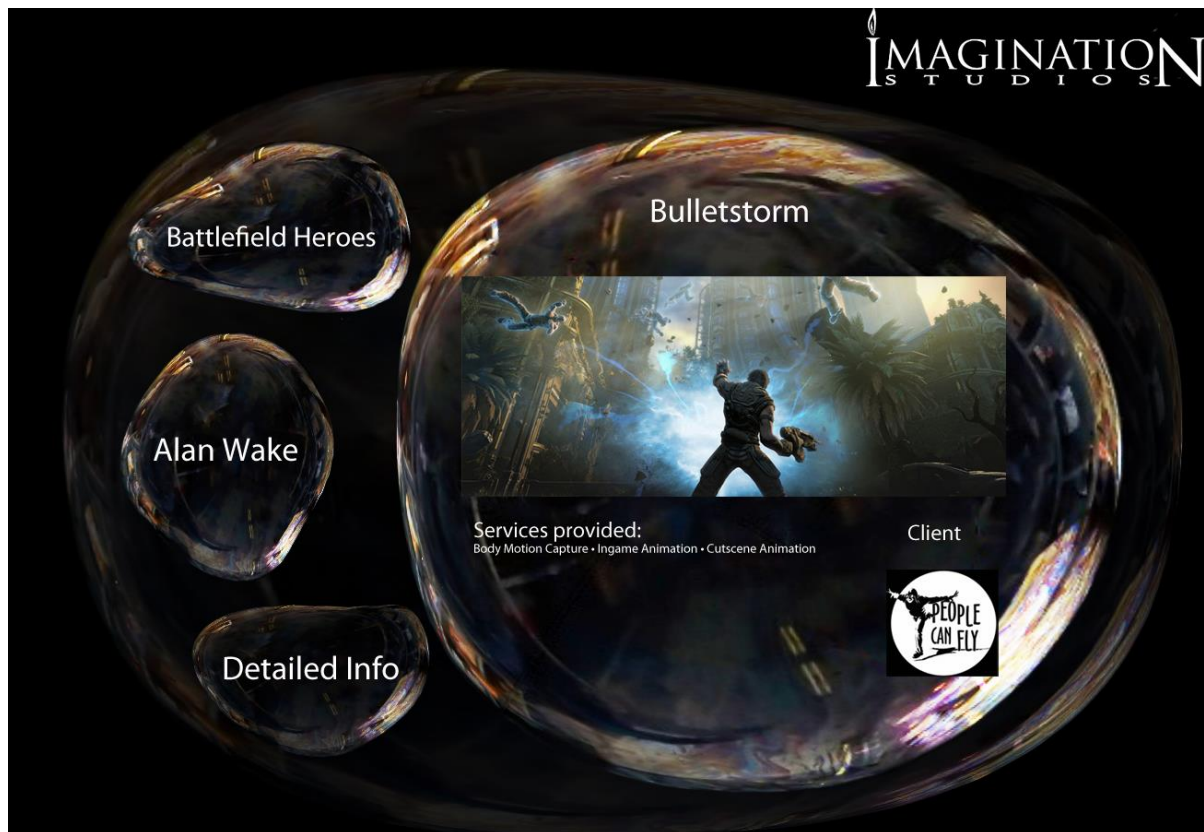 IMAGINATION
STUDIOS
Battlefield Heroes
Bulletstorm
Alan Wake
Services provided:
Body Motion Capture • Ingame Animation • Cutscene Animation
Client
PEOPLE
CAN FLY
Detailed Info